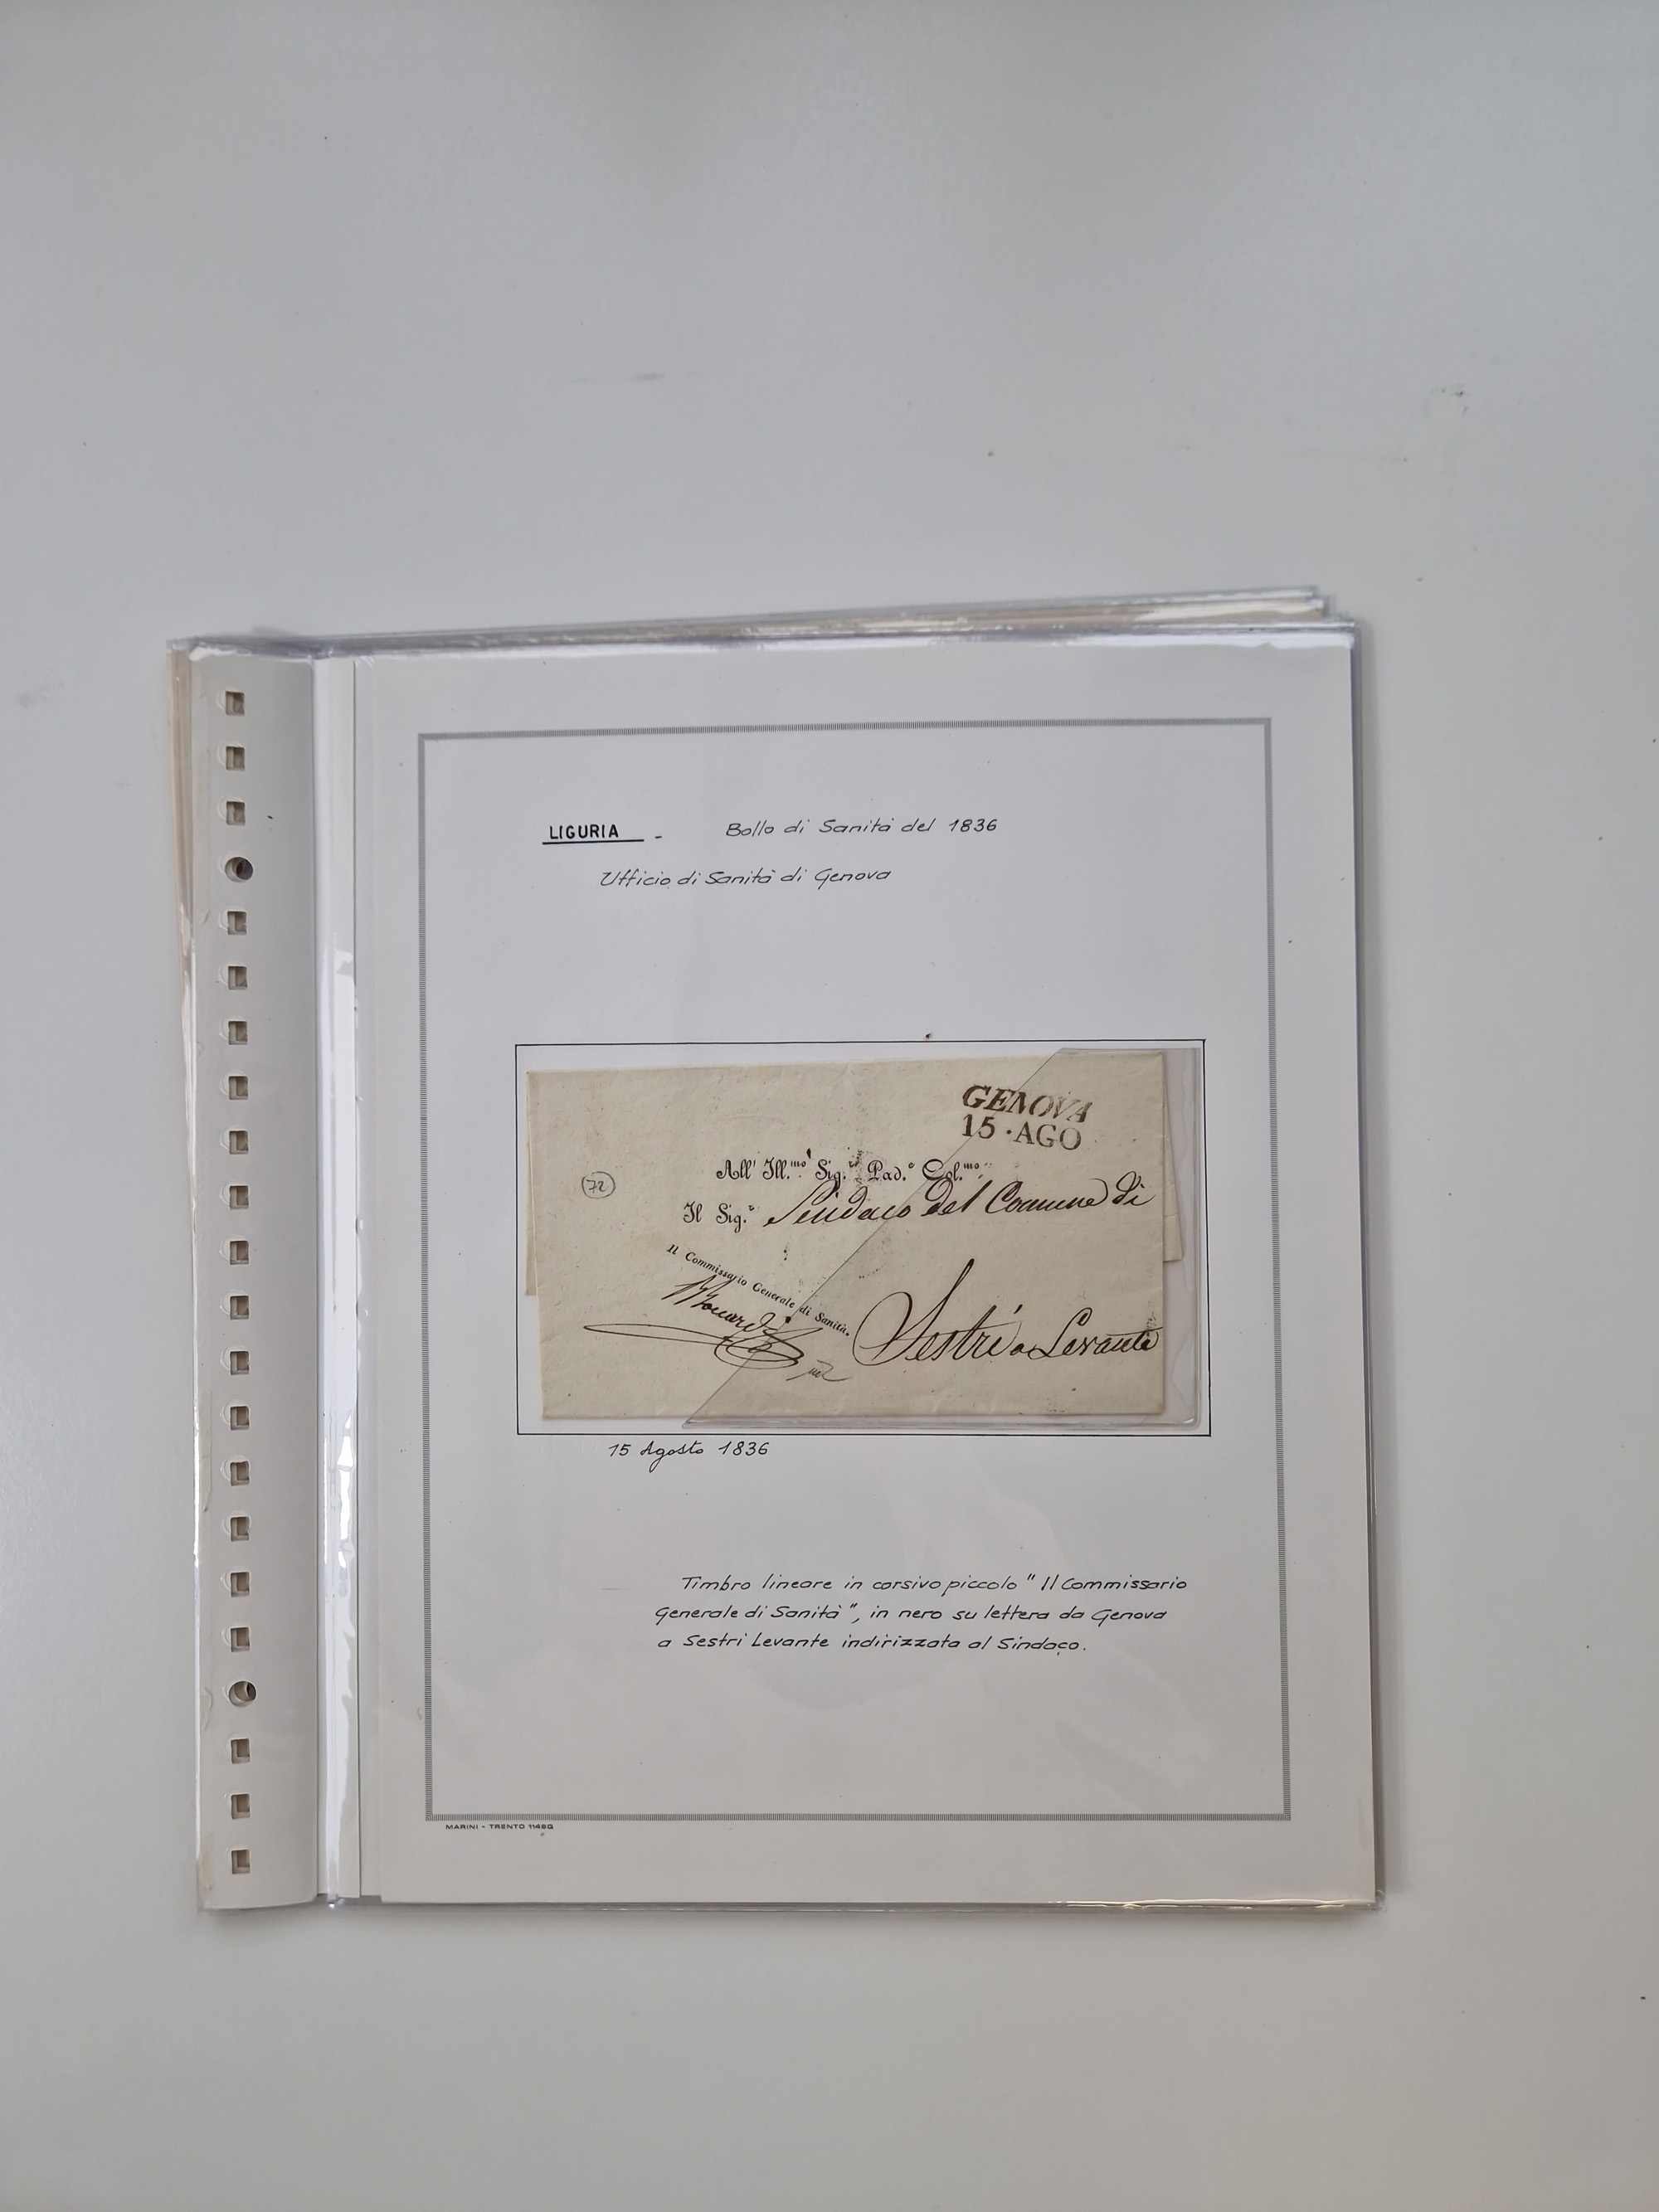 LIGURIA - Bollo di Sanità del 1836
Ufficio di Sanità di Genova
GENOVA
15 · AGO
All' Ill.mo Sig.r Pad.e Col.mo
72
Il Sig.r Sindaco del Comune di
Il Commissario Generale di Sanità.
Sestri a Levante
15 Agosto 1836
Timbro lineare in corsivo piccolo "Il Commissario
Generale di Sanità", in nero su lettera da Genova
a Sestri Levante indirizzata al Sindaco.
MARINI - TRENTO 114BQ